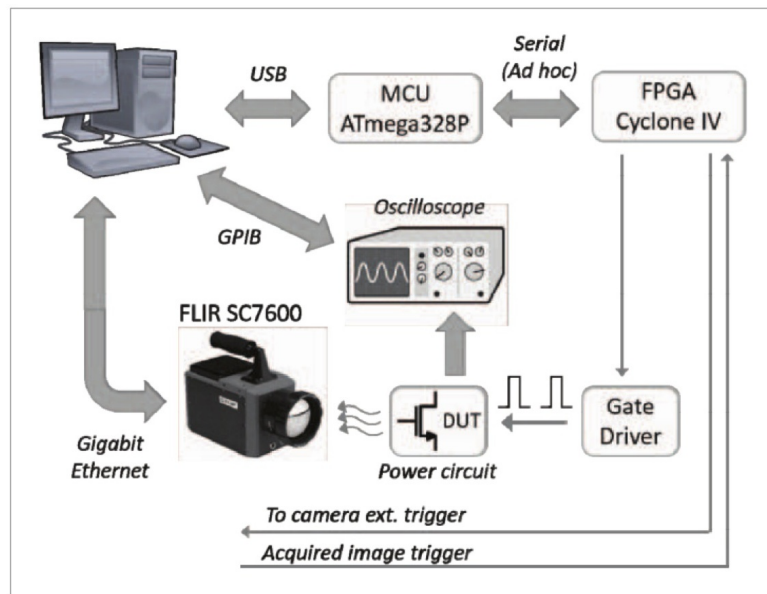 USB
Serial
(Ad hoc)
MCU
ATmega328P
FPGA
Cyclone IV
GPIB
Oscilloscope
FLIR SC7600
Gigabit
Ethernet
DUT
Power circuit
Gate
Driver
To camera ext. trigger
Acquired image trigger